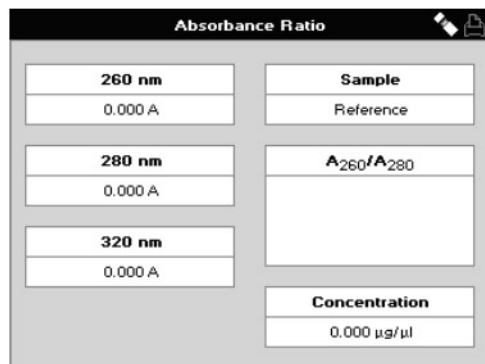 Absorbance Ratio
260 nm
0.000 A
280 nm
0.000 A
320 nm
0.000 A
Sample
Reference
A260/A280
Concentration
0.000 µg/µl